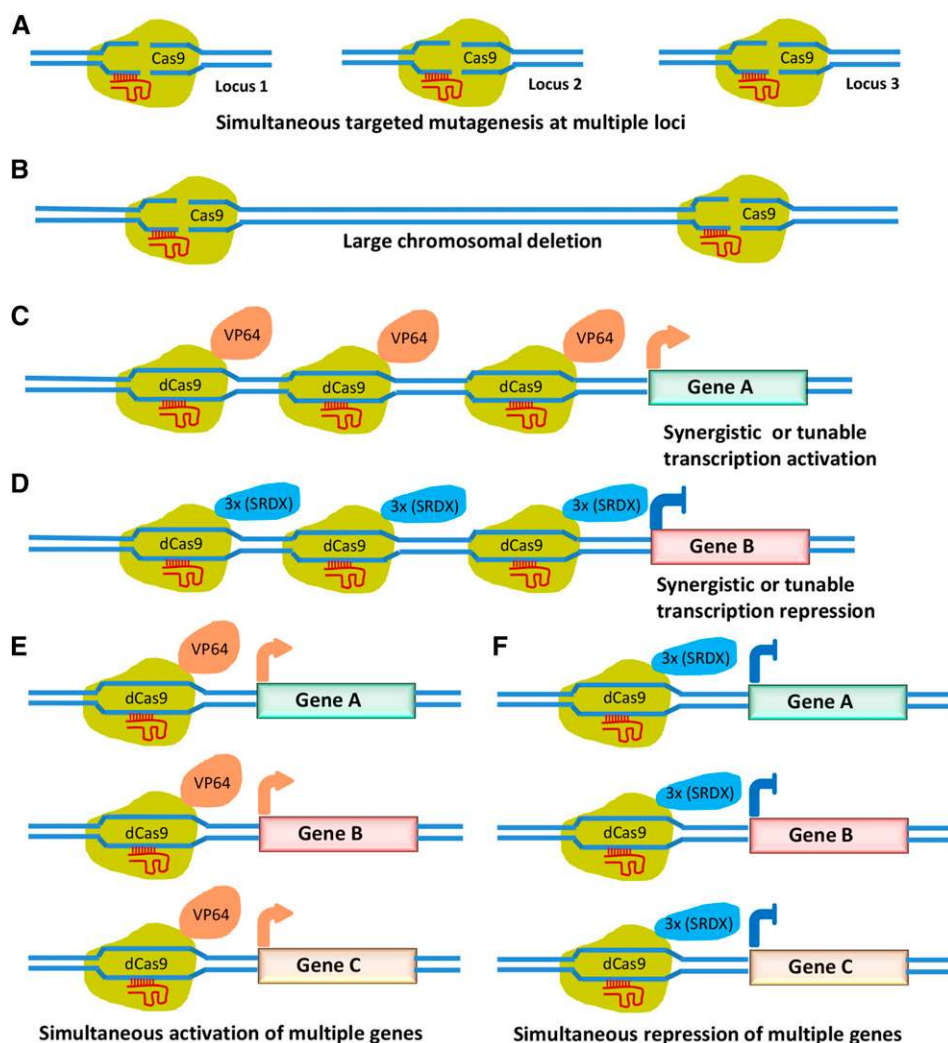 A
Cas9
Cas9
Cas9
Locus 1
Locus 2
Locus 3
Simultaneous targeted mutagenesis at multiple loci
B
Cas9
Cas9
Large chromosomal deletion
C
VP64
VP64
VP64
dCas9
dCas9
dCas9
Gene A
Synergistic or tunable
transcription activation
D
3x (SRDX)
3x (SRDX)
3x (SRDX)
dCas9
dCas9
dCas9
Gene B
Synergistic or tunable
transcription repression
E
VP64
dCas9
Gene A
VP64
dCas9
Gene B
VP64
dCas9
Gene C
Simultaneous activation of multiple genes
F
3x (SRDX)
dCas9
Gene A
3x (SRDX)
dCas9
Gene B
3x (SRDX)
dCas9
Gene C
Simultaneous repression of multiple genes